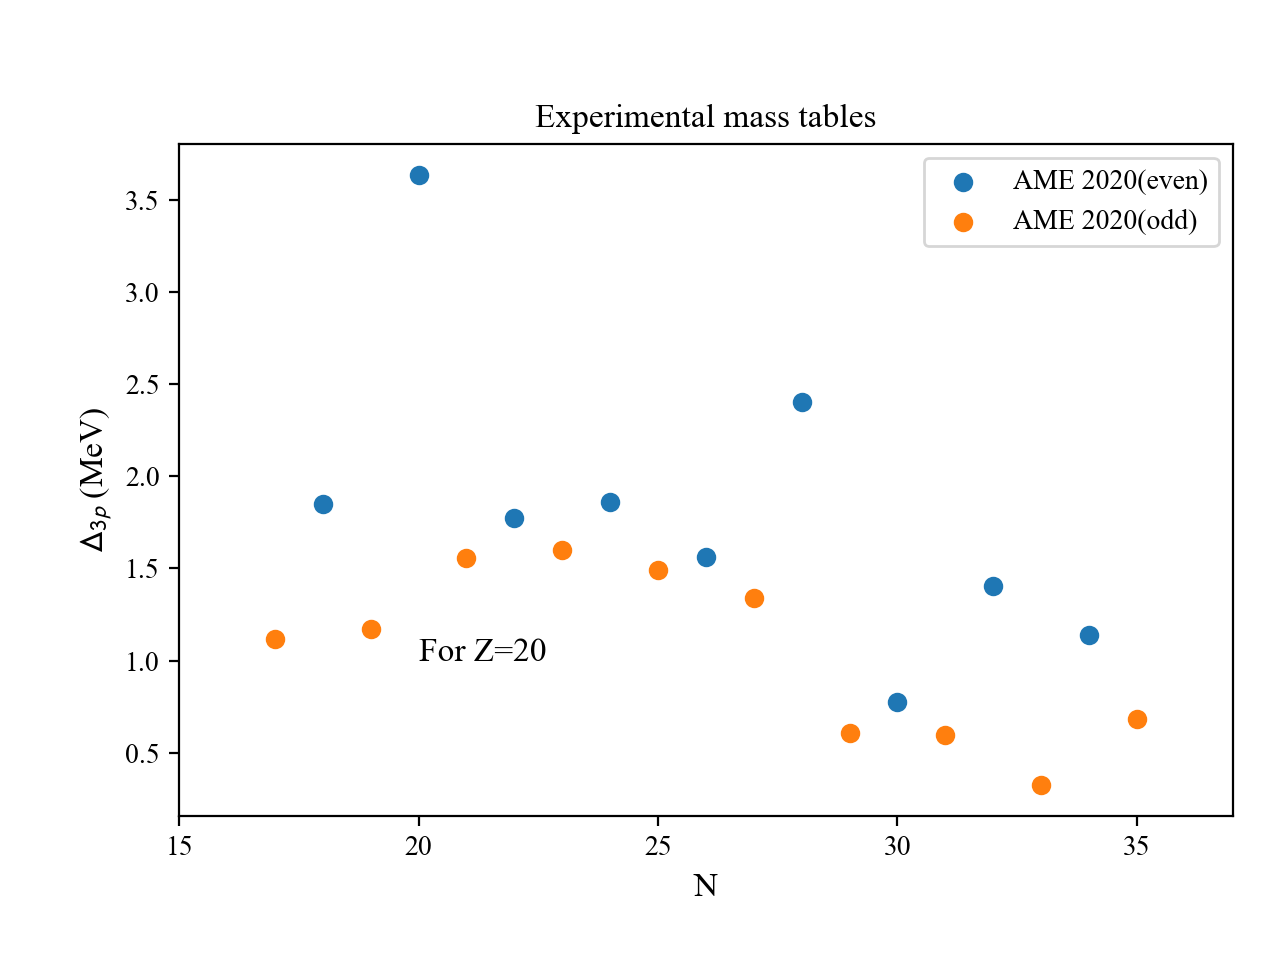 Experimental mass tables
AME 2020(even)
AME 2020(odd)
3.5
3.0
2.5
2.0
1.5
1.0
0.5
Δ3p (MeV)
For Z=20
15 20 25 30 35
N